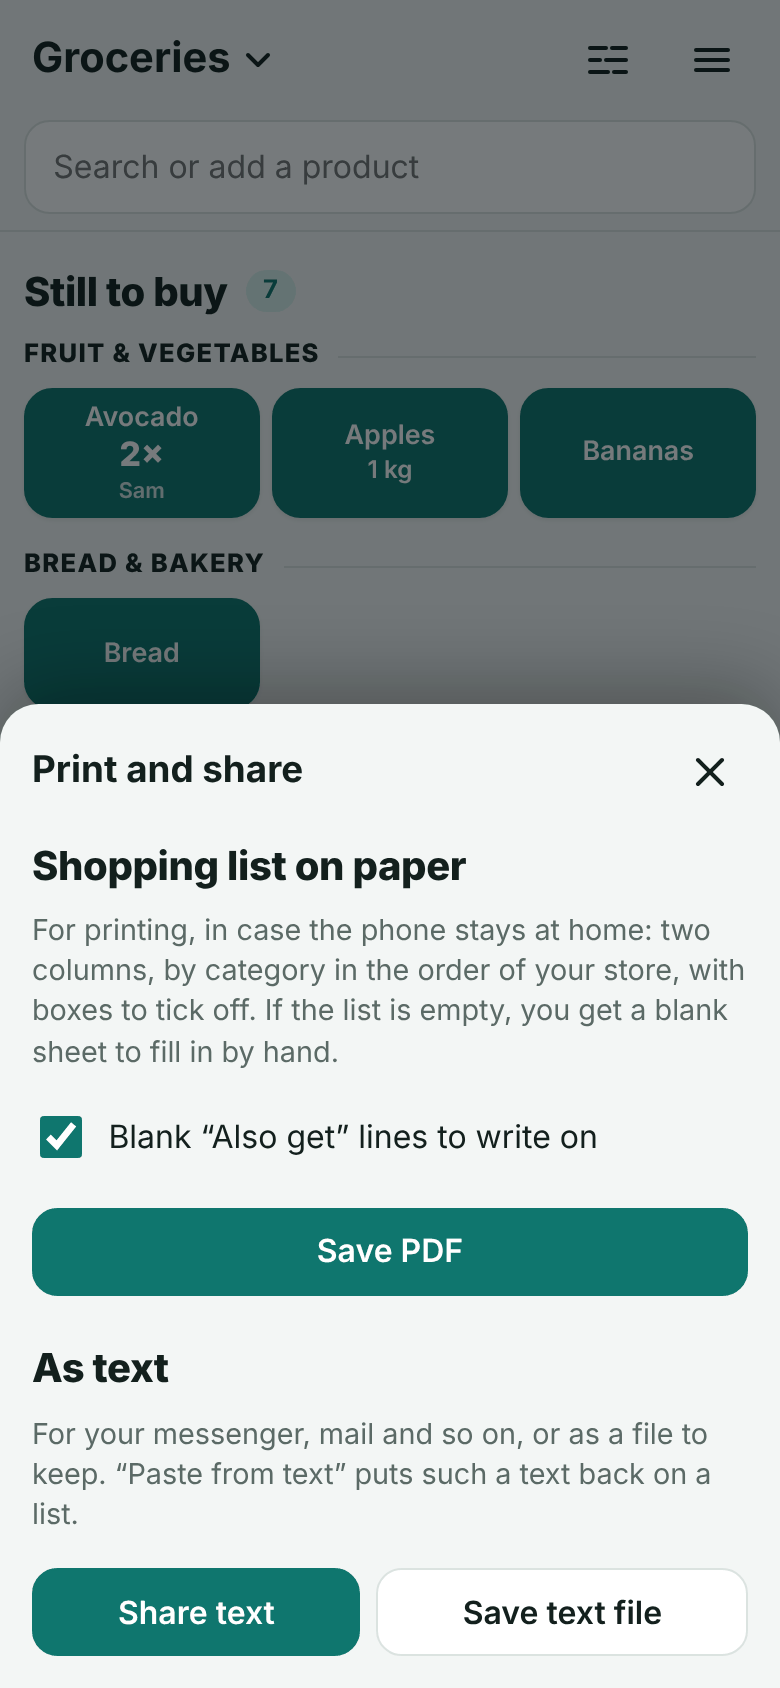 Groceries
Search or add a product
Still to buy 7
FRUIT & VEGETABLES
Avocado
2×
Sam
Apples
1 kg
Bananas
BREAD & BAKERY
Bread
Print and share
Shopping list on paper
For printing, in case the phone stays at home: two
columns, by category in the order of your store, with
boxes to tick off. If the list is empty, you get a blank
sheet to fill in by hand.
Blank “Also get” lines to write on
Save PDF
As text
For your messenger, mail and so on, or as a file to
keep. “Paste from text” puts such a text back on a
list.
Share text
Save text file